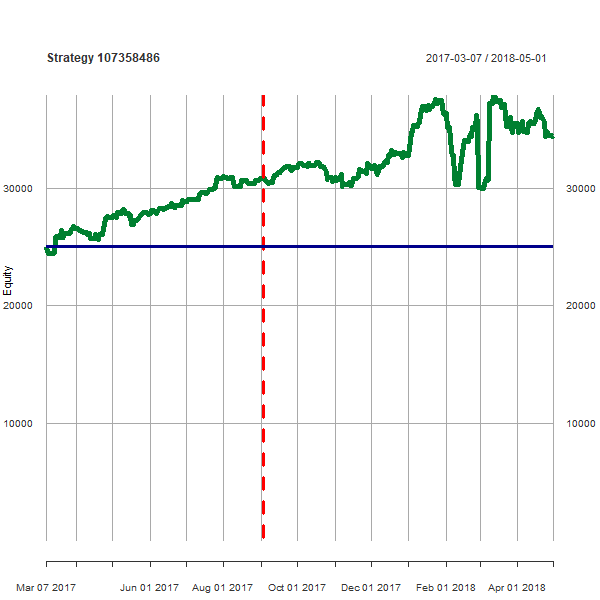 Strategy 107358486
2017-03-07 / 2018-05-01
30000
30000
Equity
20000
20000
10000
10000
Mar 07 2017
Jun 01 2017
Aug 01 2017
Oct 01 2017
Dec 01 2017
Feb 01 2018
Apr 01 2018